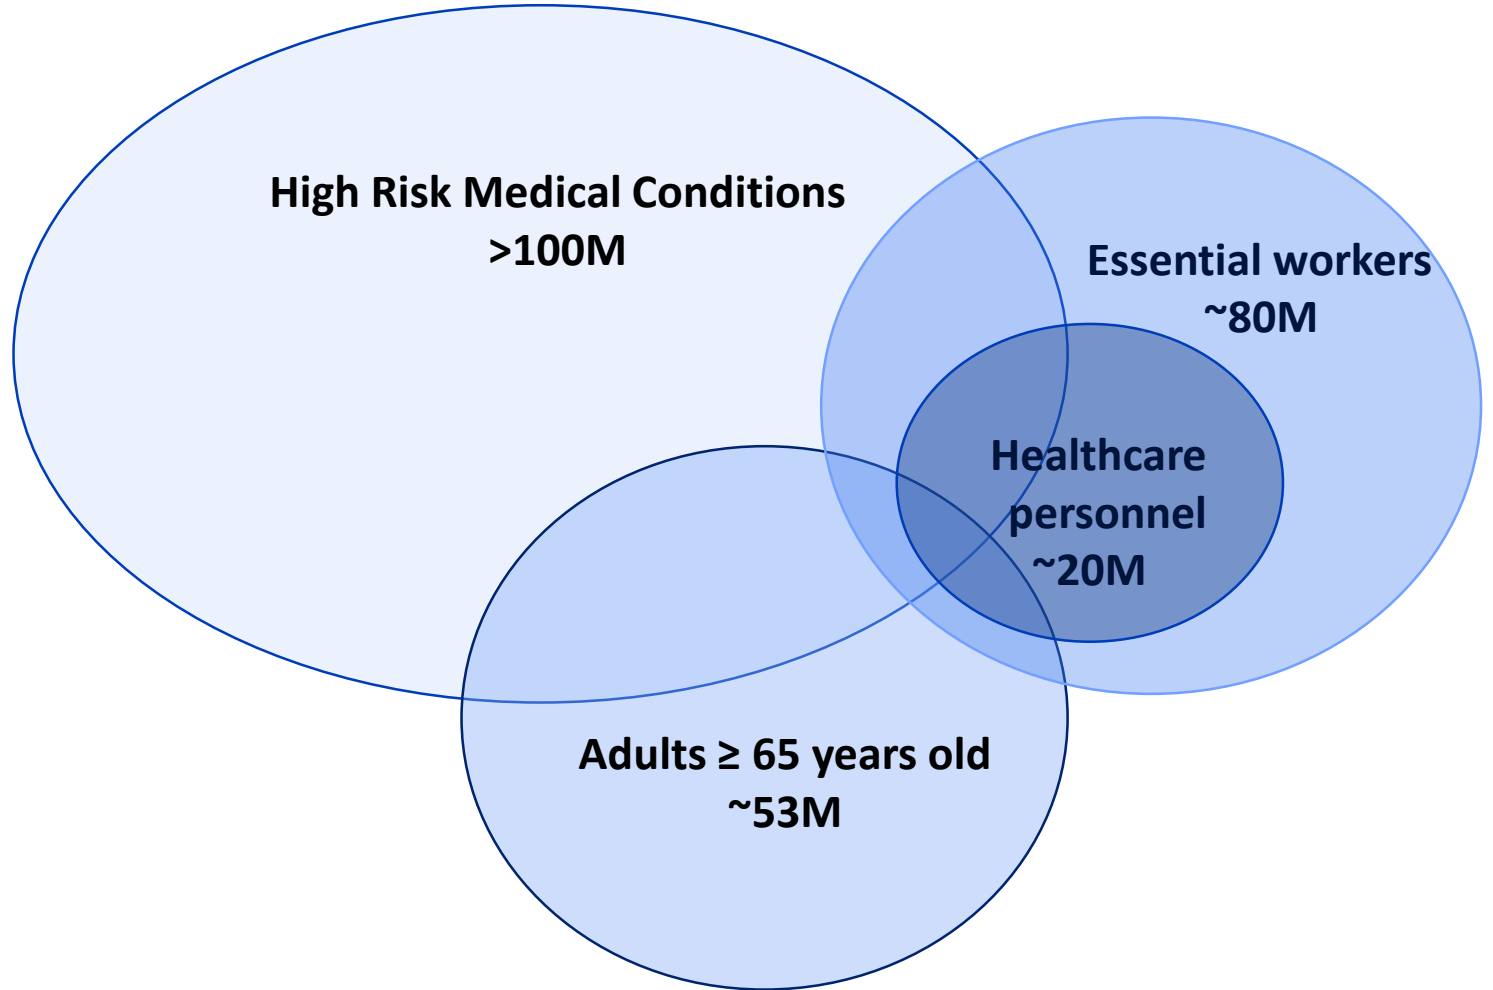 High Risk Medical Conditions
>100M
Essential workers
~80M
Healthcare
personnel
~20M
Adults ≥ 65 years old
~53M